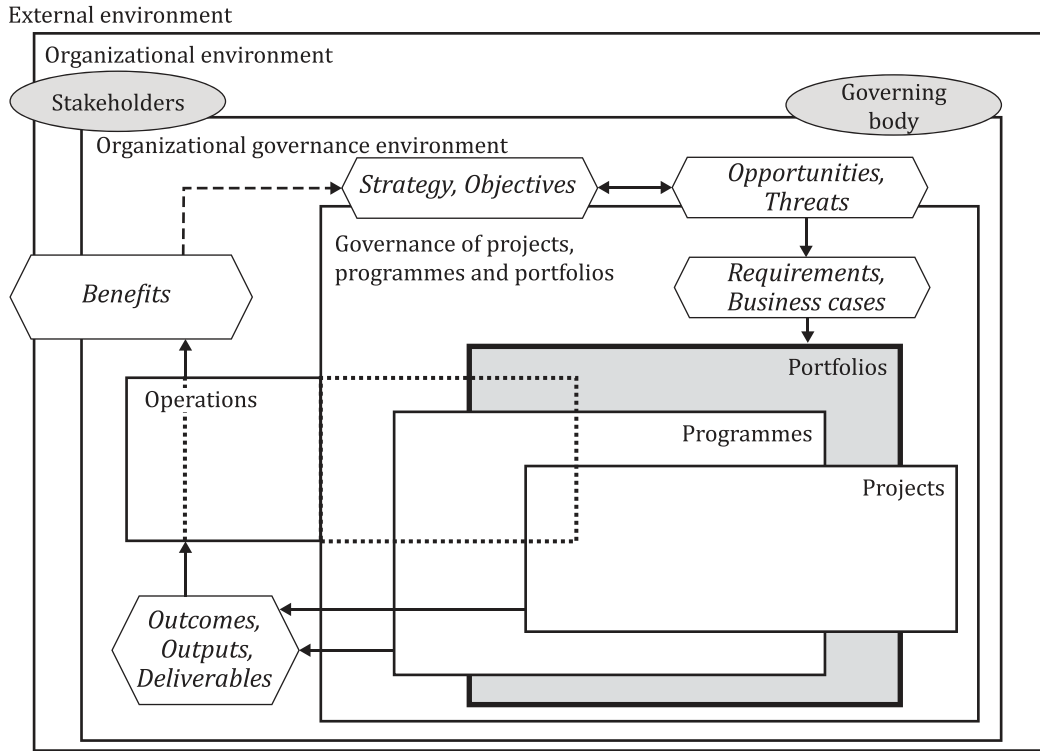 External environment
Organizational environment
Stakeholders
Governing
body
Organizational governance environment
Strategy, Objectives
Opportunities,
Threats
Governance of projects,
programmes and portfolios
Requirements,
Business cases
Benefits
Portfolios
Operations
Programmes
Projects
Outcomes,
Outputs,
Deliverables